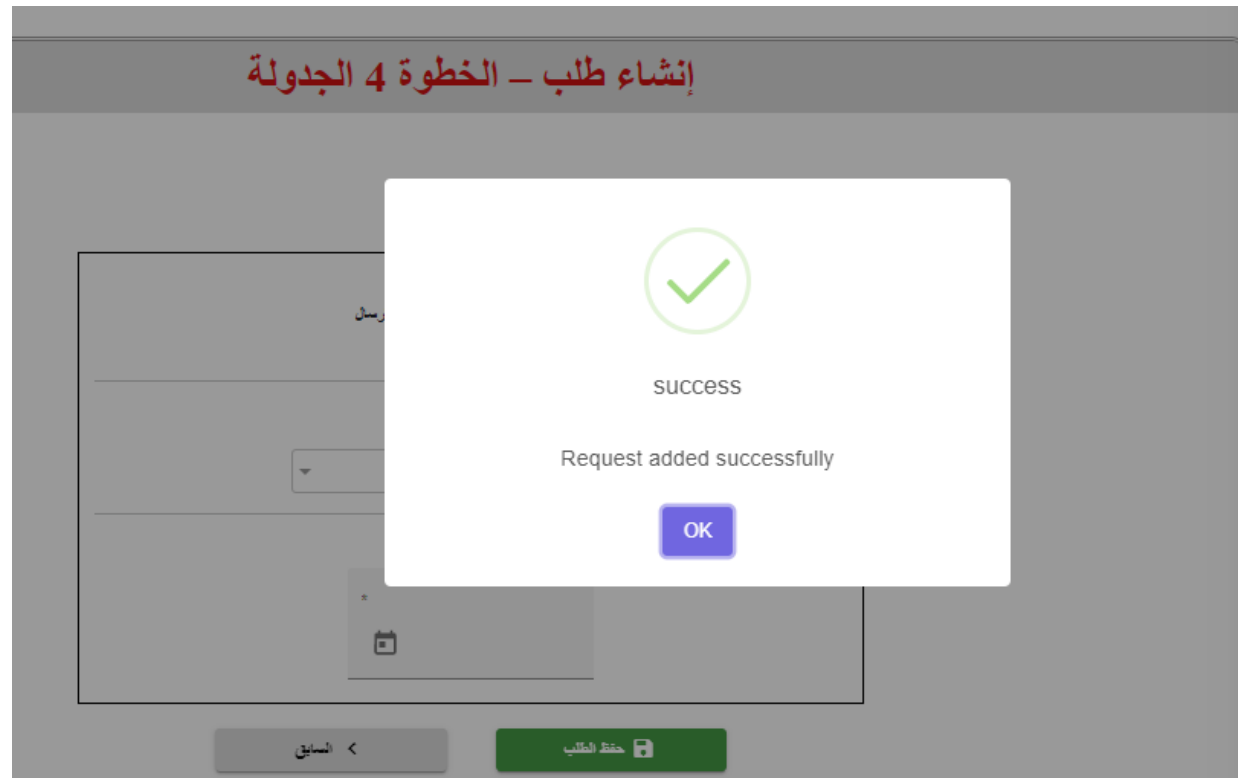 إنشاء طلب – الخطوة 4 الجدولة
success
Request added successfully
OK
*
حفظ الطلب
السابق